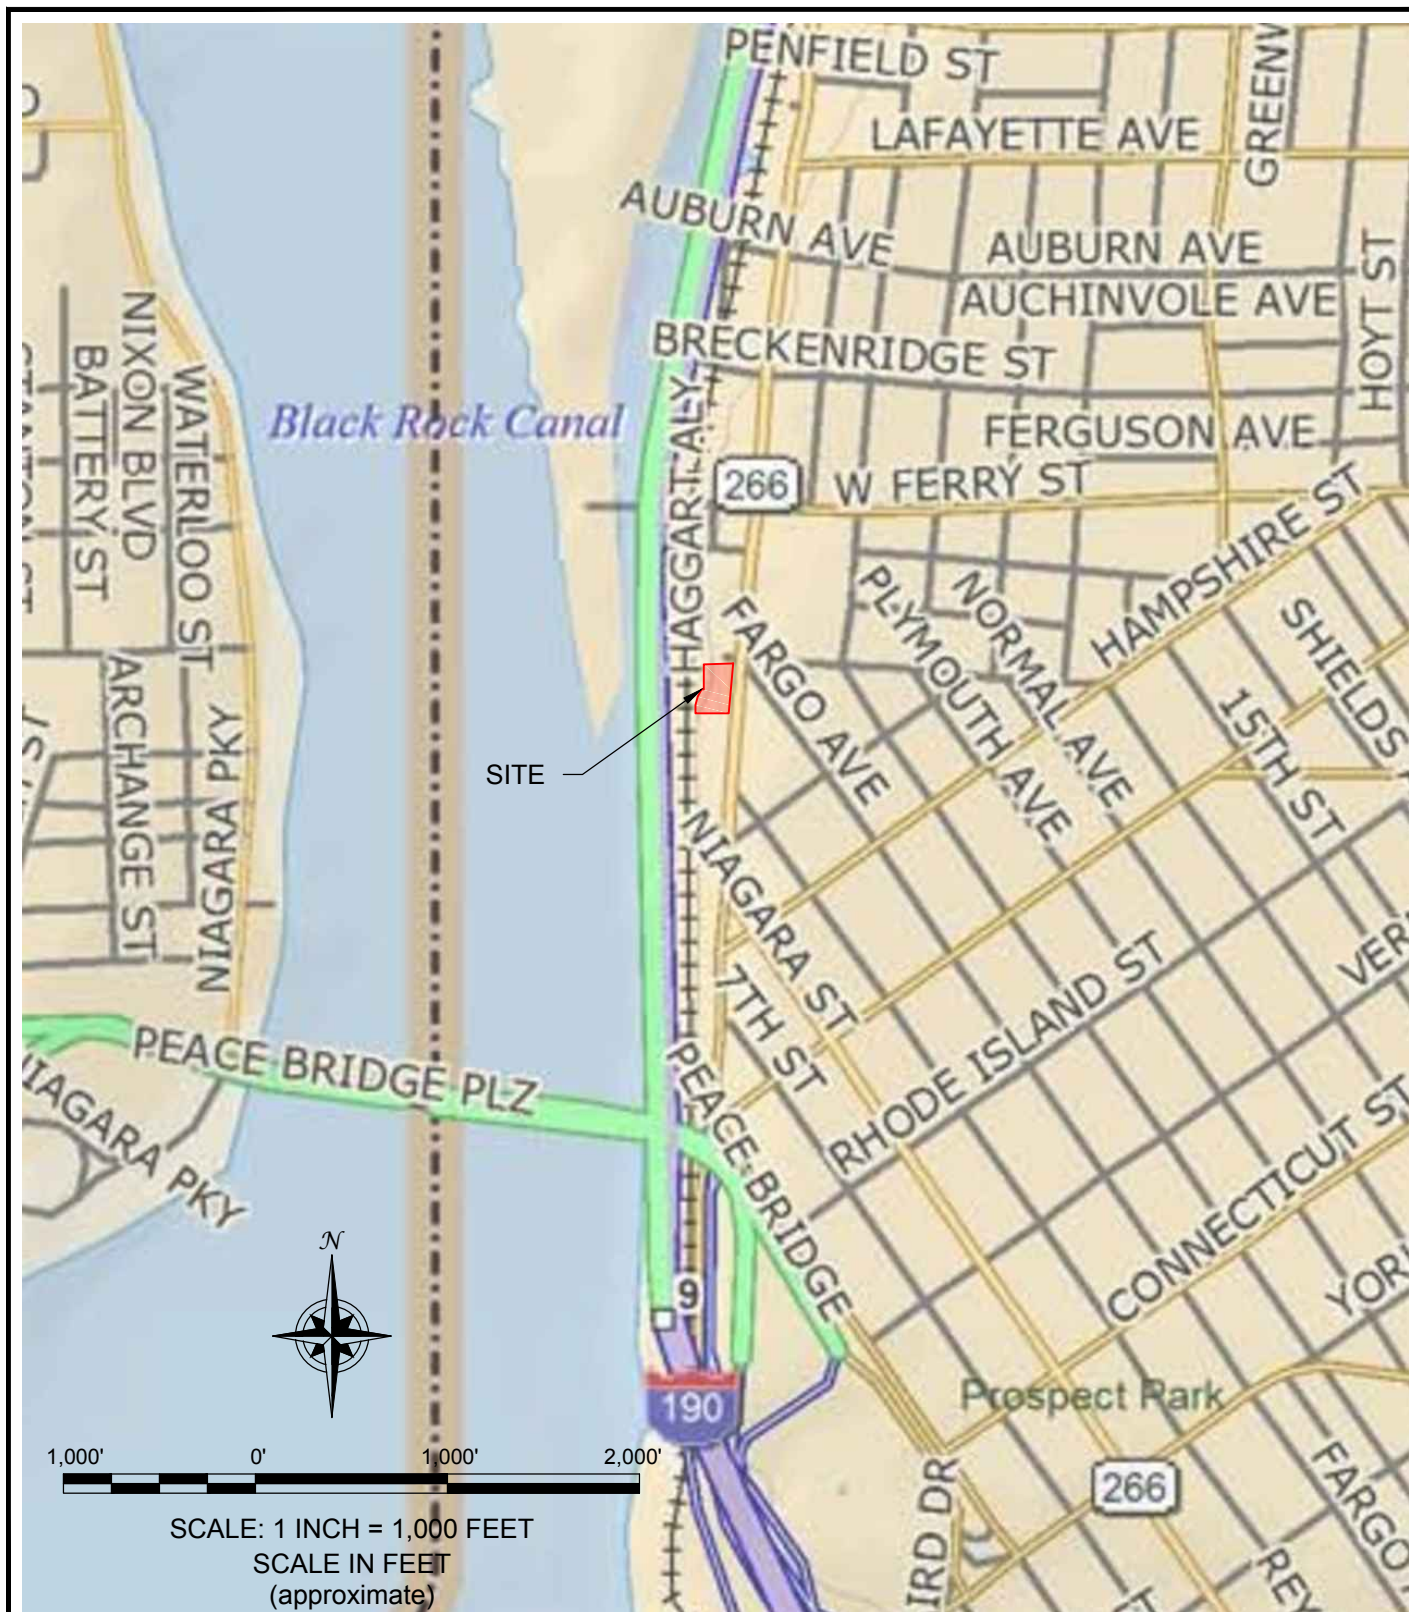 PENFIELD ST
LAFAYETTE AVE
AUBURN AVE
AUBURN AVE
AUCHINVOLE AVE
HOYT ST
BRECKENRIDGE ST
NIXON BLVD
BATTERY ST
WATERLOO ST
Black Rock Canal
HAGGART ALY
FERGUSON AVE
266
W FERRY ST
HAMPSHIRE ST
FARGO AVE
PLYMOUTH AVE
NORMAL AVE
SHIELDS
15TH ST
SITE
ARCHANGE ST
NIAGARA PKY
NIAGARA ST
7TH ST
RHODE ISLAND ST
PEACE BRIDGE PLZ
PEACE BRIDGE
CONNECTICUT ST
NIAGARA PKY
N
9
190
Prospect Park
266
FARGO
1,000' 0' 1,000' 2,000'
SCALE: 1 INCH = 1,000 FEET
SCALE IN FEET
(approximate)